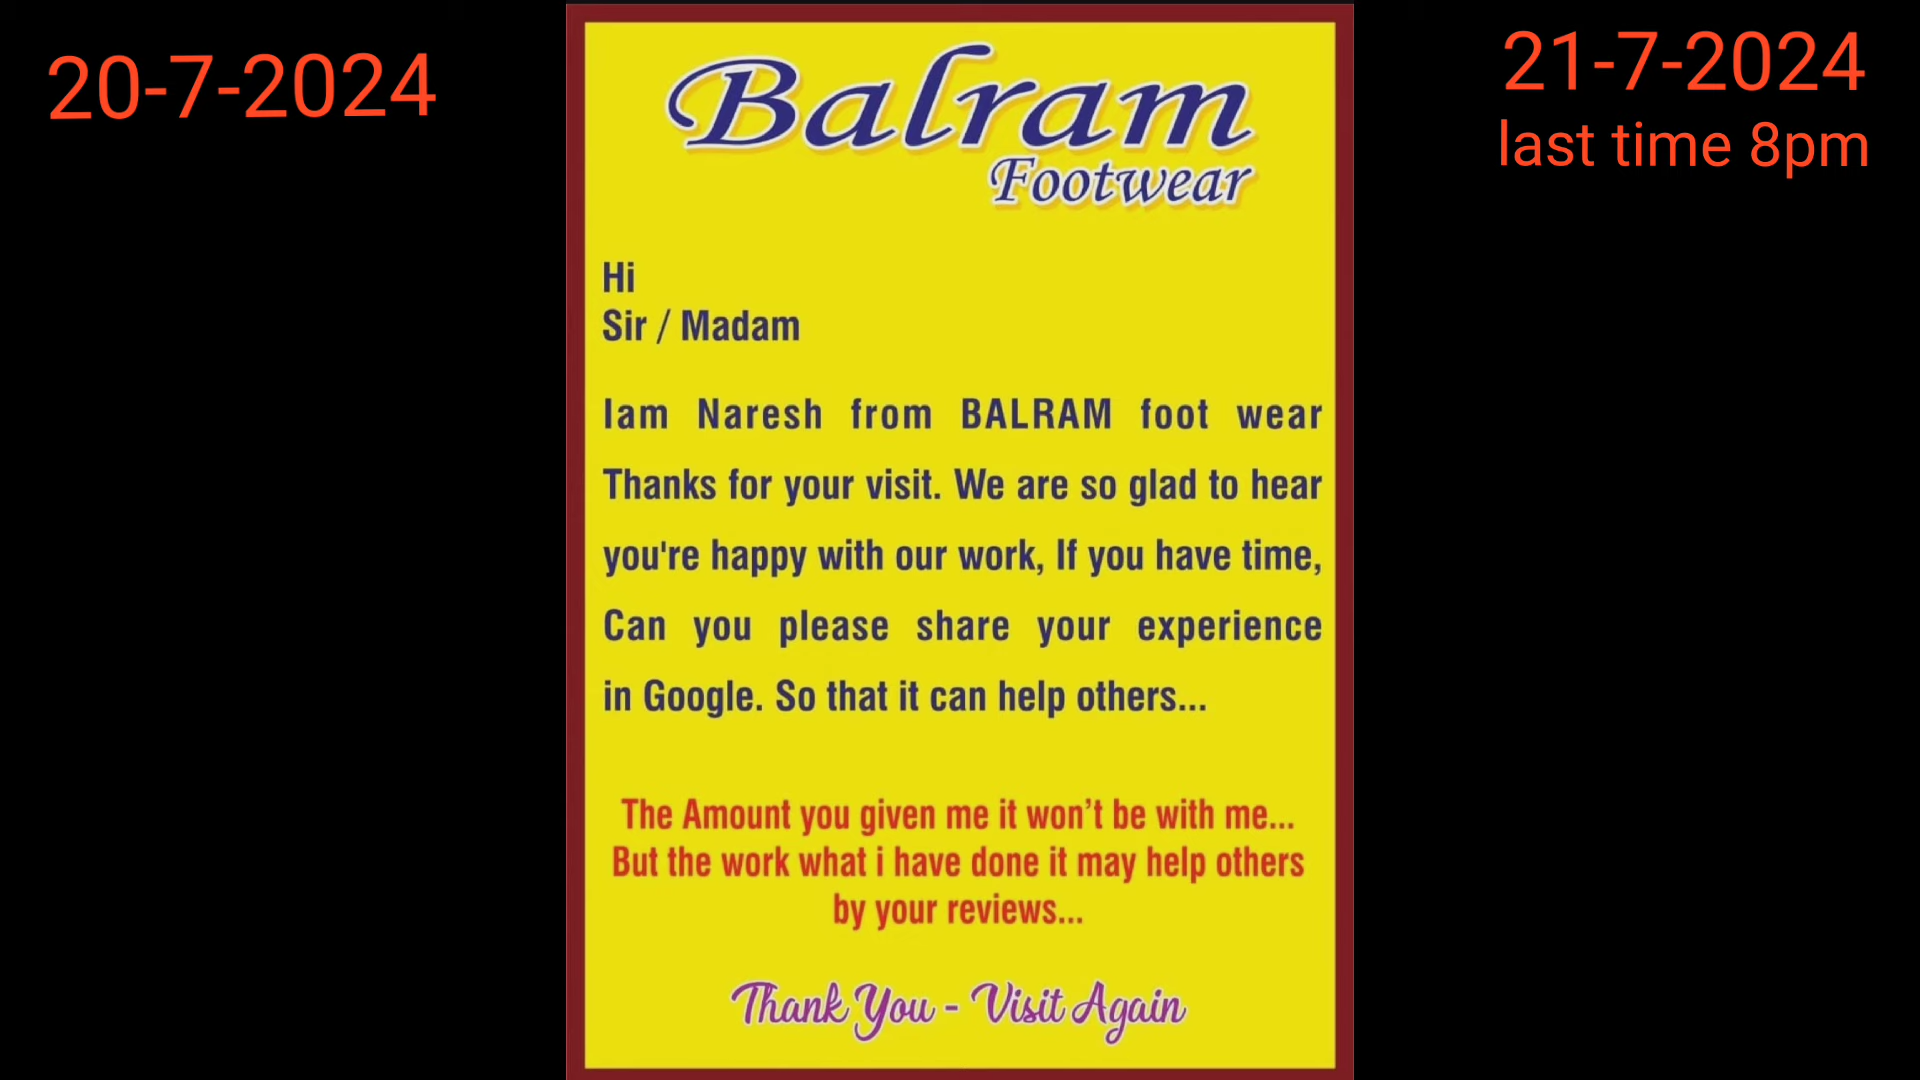 20-7-2024
21-7-2024
last time 8pm
Balram
Footwear
Hi
Sir / Madam
Iam Naresh from BALRAM foot wear
Thanks for your visit. We are so glad to hear
you're happy with our work, If you have time,
Can you please share your experience
in Google. So that it can help others...
The Amount you given me it won’t be with me...
But the work what i have done it may help others
by your reviews...
Thank You - Visit Again